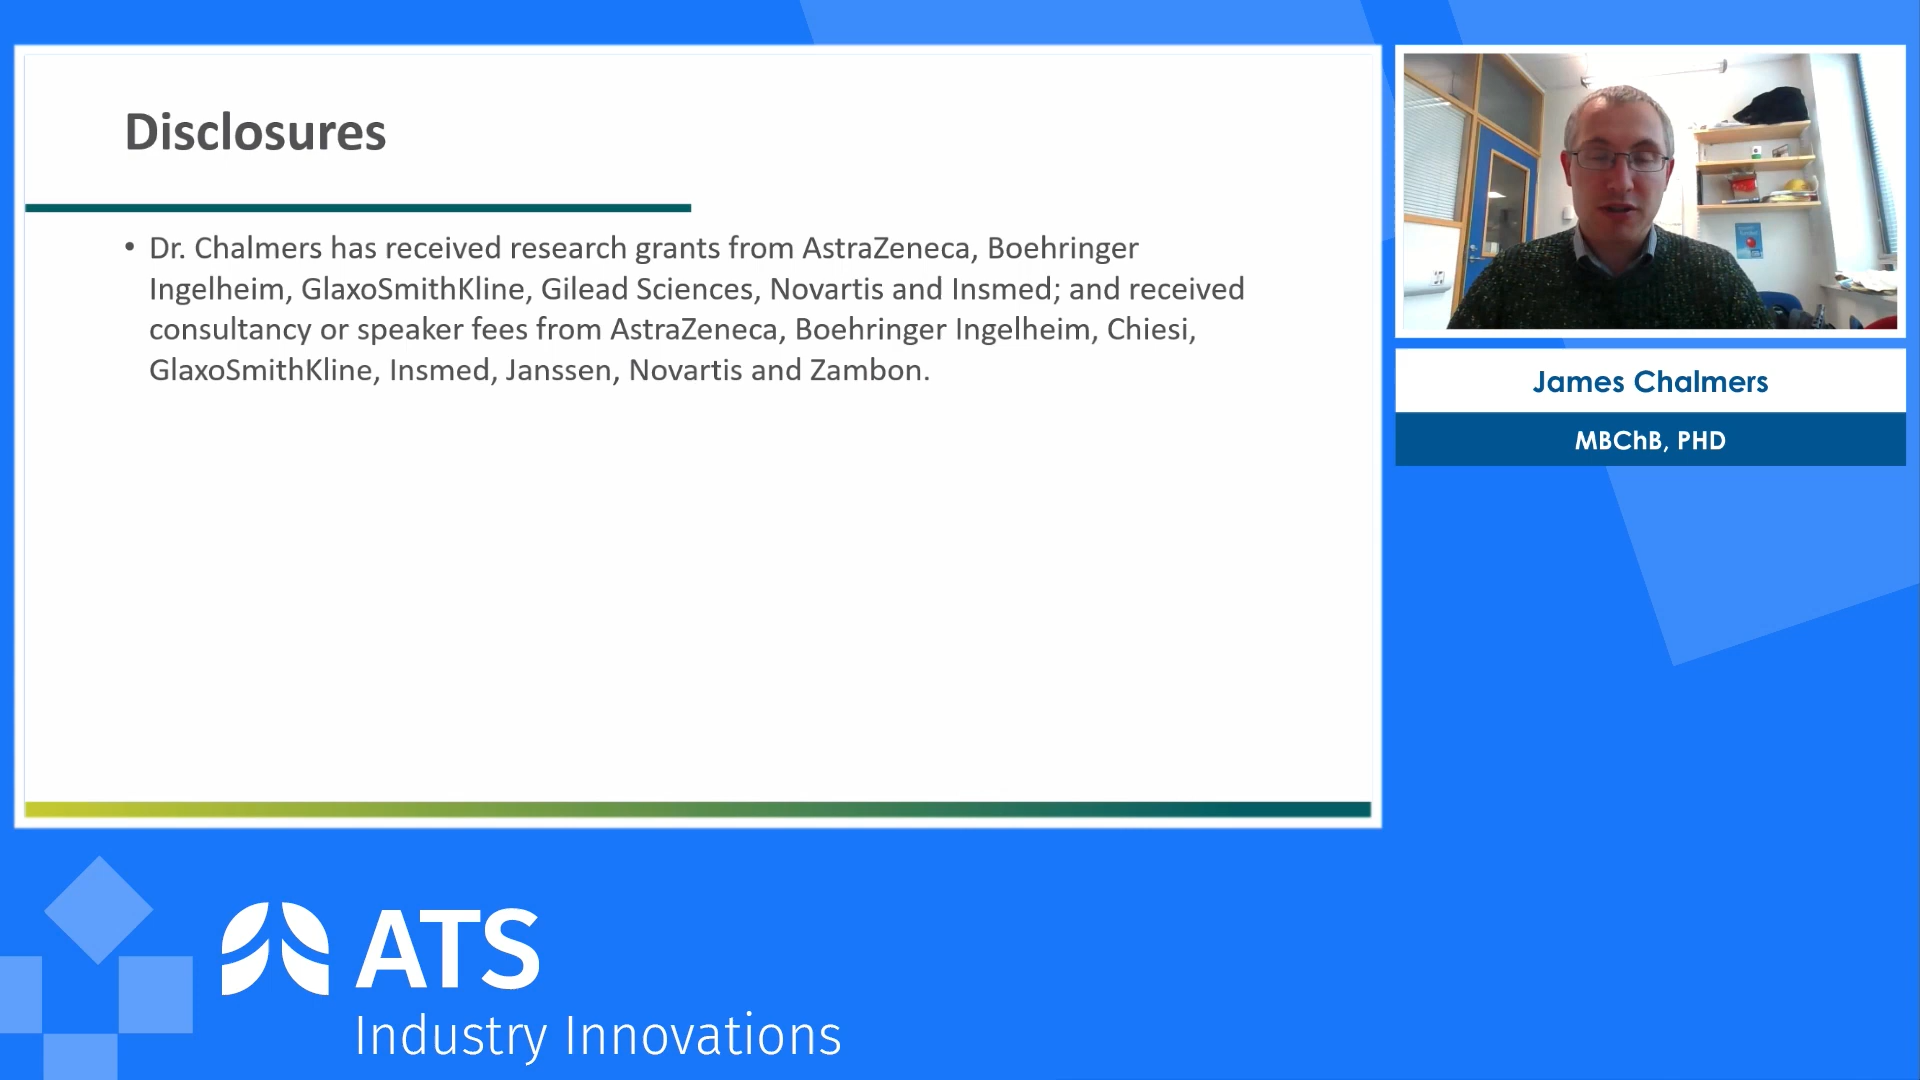 Disclosures
• Dr. Chalmers has received research grants from AstraZeneca, Boehringer
Ingelheim, GlaxoSmithKline, Gilead Sciences, Novartis and Insmed; and received
consultancy or speaker fees from AstraZeneca, Boehringer Ingelheim, Chiesi,
GlaxoSmithKline, Insmed, Janssen, Novartis and Zambon.
James Chalmers
MBChB, PHD
ATS
Industry Innovations